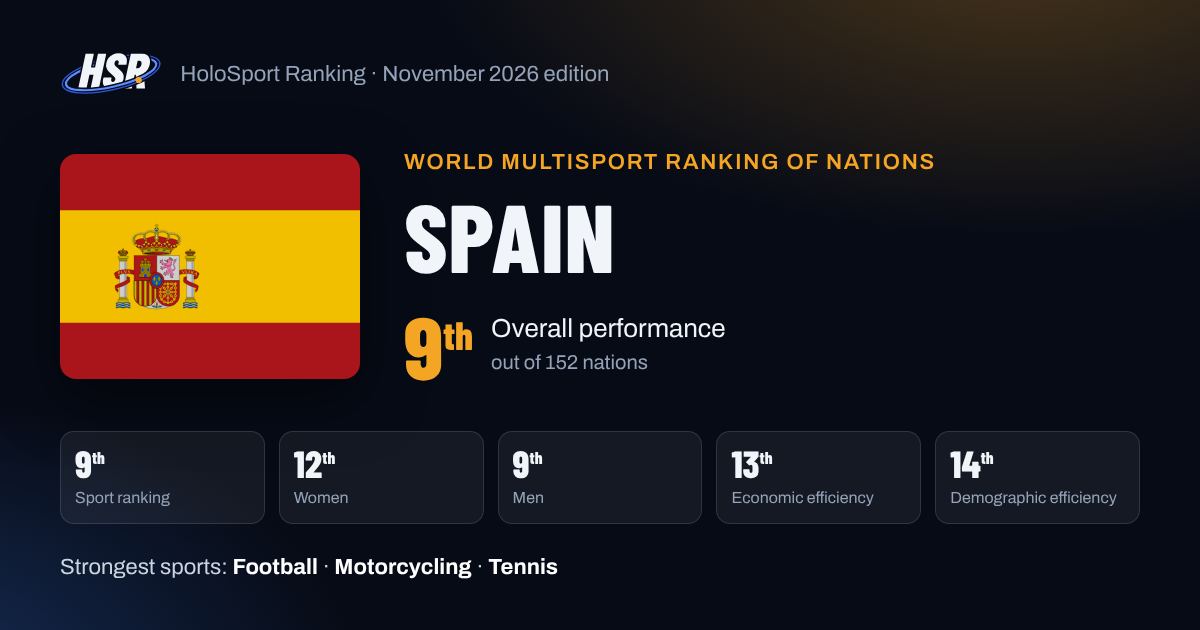 HSR
HoloSport Ranking · November 2026 edition
WORLD MULTISPORT RANKING OF NATIONS
SPAIN
9th Overall performance
out of 152 nations
9th
Sport ranking
12th
Women
9th
Men
13th
Economic efficiency
14th
Demographic efficiency
Strongest sports: Football · Motorcycling · Tennis